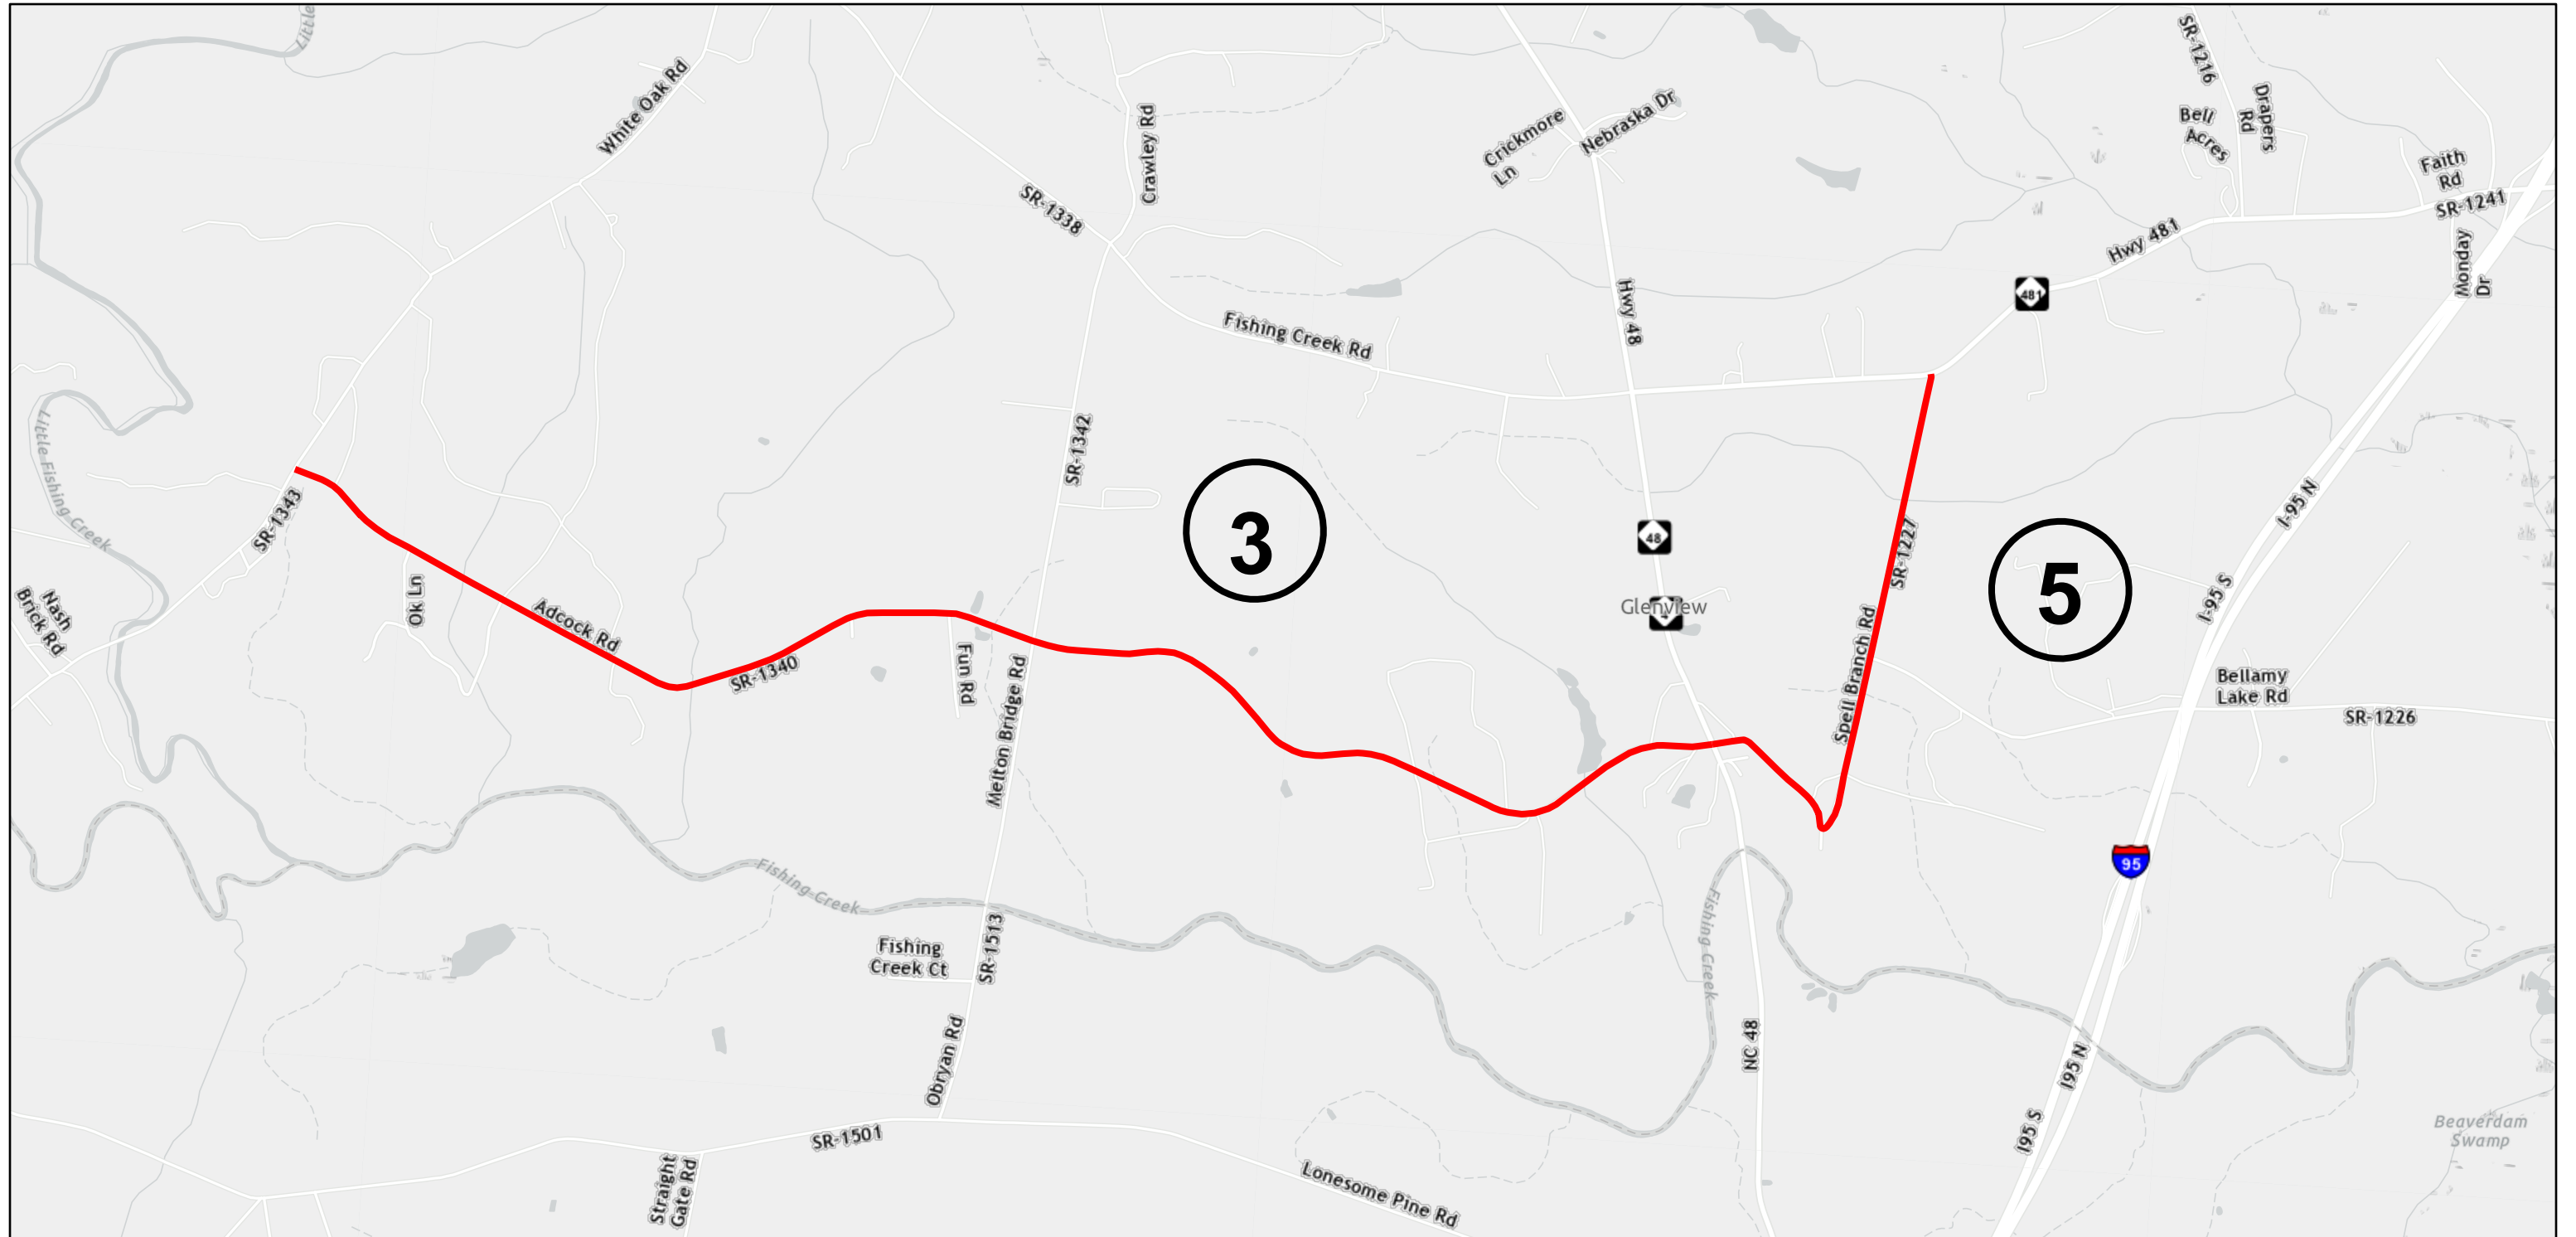 Little
White Oak Rd
Crawley Rd
SR-1338
Crickmore
Ln
Nebraska Dr
SR-1216
Drapers
Rd
Bell
Acres
Faith
Rd
SR-1241
Hwy 481
Monday
Dr
481
Hwy 48
Fishing Creek Rd
SR-1342
Little Fishing Creek
SR-1343
3
48
I-95 N
SR-1227
5
I-95 S
Nash
Brick Rd
Ok Ln
Adcock Rd
Glenview
SR-1340
Fun Rd
Melton Bridge Rd
Spell Branch Rd
Bellamy
Lake Rd
SR-1226
95
Fishing Creek
Fishing Creek
Fishing
Creek Ct
SR-1513
Obryan Rd
NC 48
I95 N
I95 S
Beaverdam
Swamp
SR-1501
Straight
Gate Rd
Lonesome Pine Rd